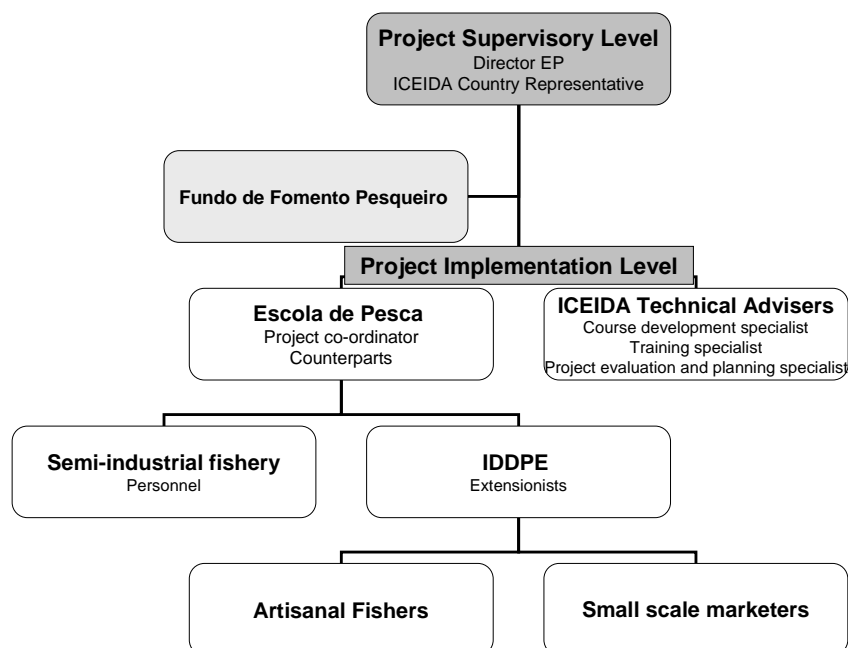 Project Supervisory Level
Director EP
ICEIDA Country Representative
Fundo de Fomento Pesqueiro
Project Implementation Level
Escola de Pesca
Project co-ordinator
Counterparts
ICEIDA Technical Advisers
Course development specialist
Training specialist
Project evaluation and planning specialist
Semi-industrial fishery
Personnel
IDDPE
Extensionists
Artisanal Fishers
Small scale marketers